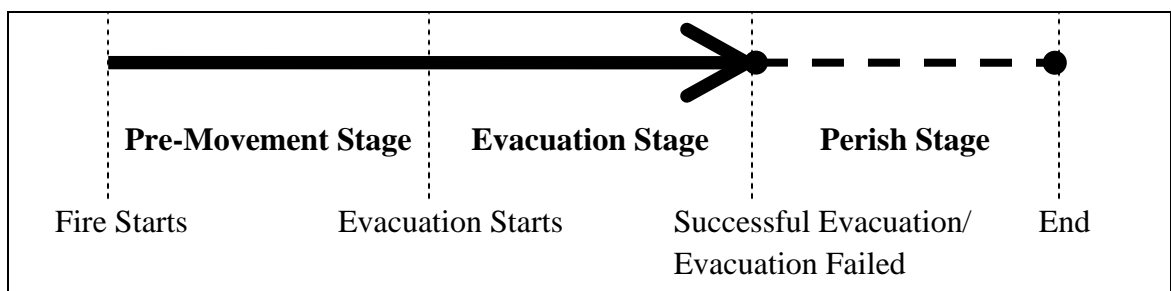 Pre-Movement Stage Evacuation Stage Perish Stage
Fire Starts Evacuation Starts Successful Evacuation/ End
Evacuation Failed